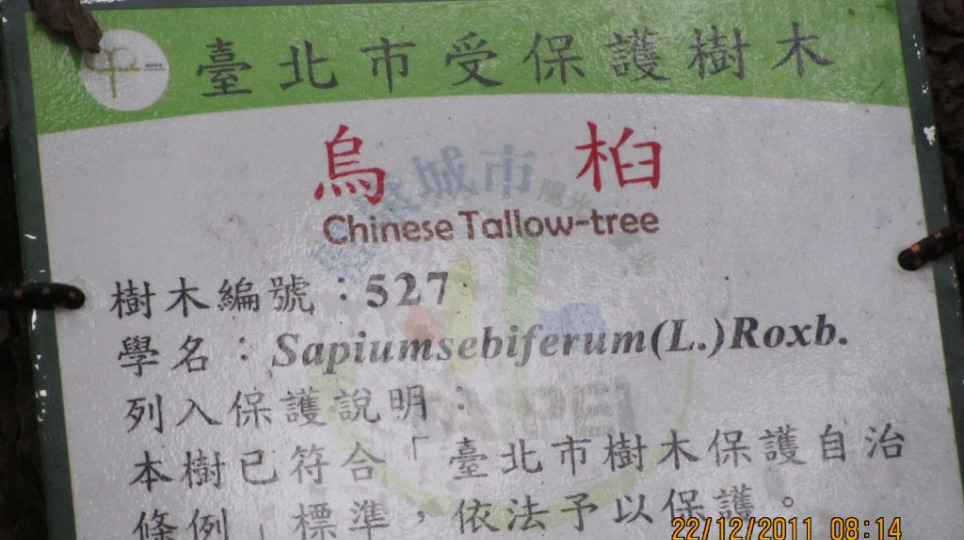 臺北市受保護樹木
烏桕
Chinese Tallow-tree
樹木編號：527
學名：Sapiumsebiferum(L.)Roxb.
列入保護說明：
本樹已符合「臺北市樹木保護自治
條例」標準，依法予以保護。
22/12/2011 08:14